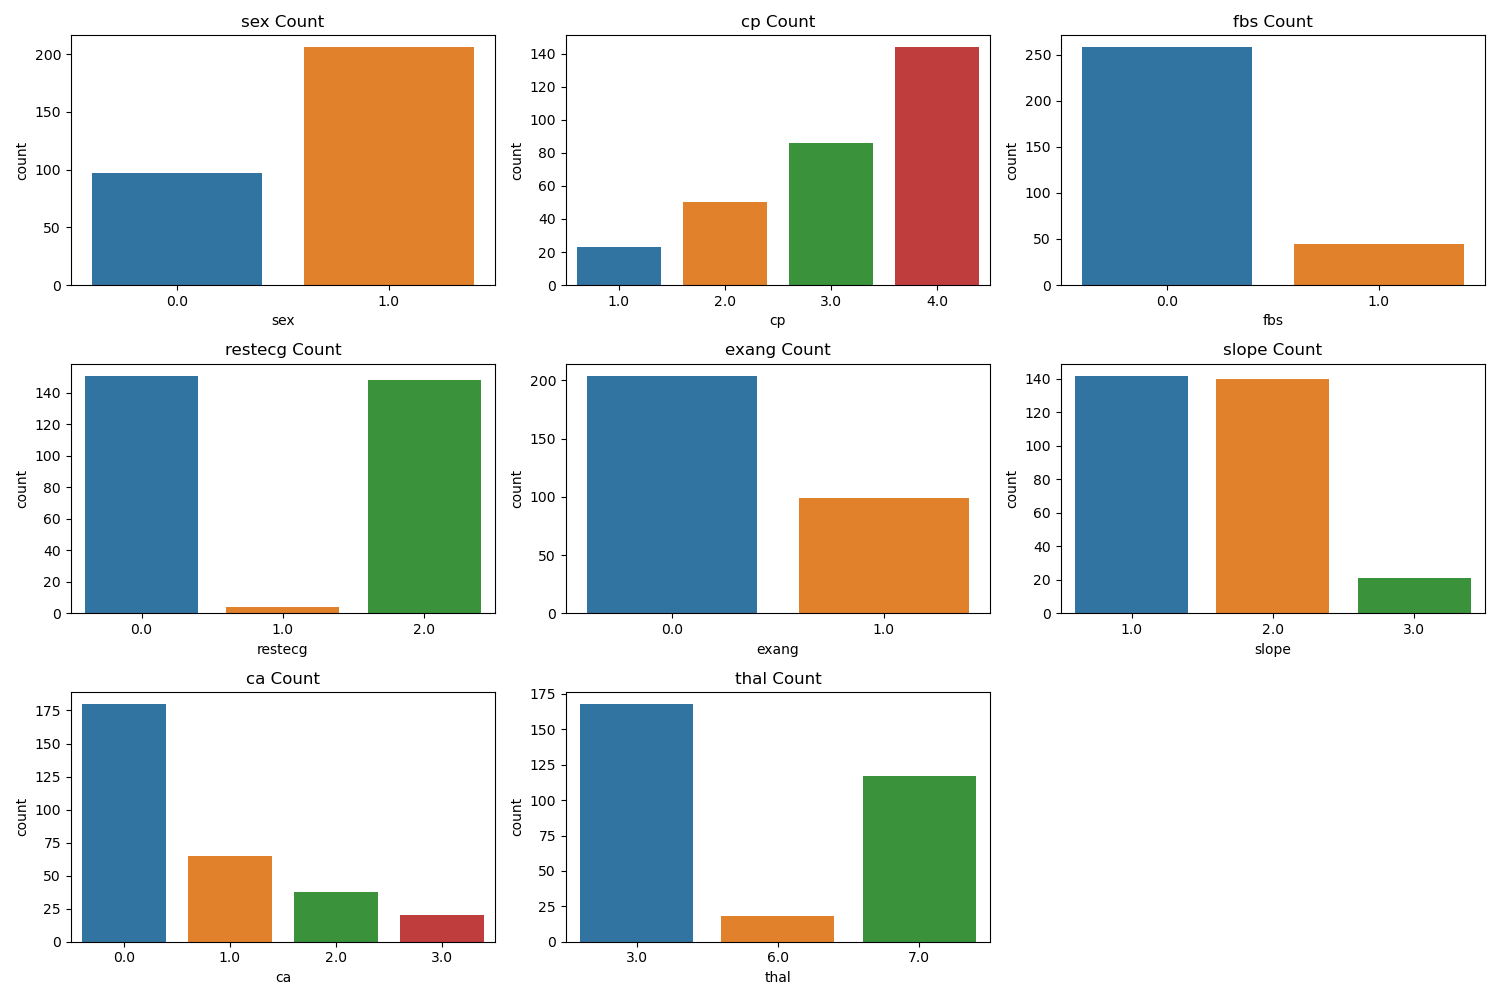 sex Count
200
150
100
50
0
count
0.0 1.0
sex
cp Count
140
120
100
80
60
40
20
0
count
1.0 2.0 3.0 4.0
cp
fbs Count
250
200
150
100
50
0
count
0.0 1.0
fbs
restecg Count
140
120
100
80
60
40
20
0
count
0.0 1.0 2.0
restecg
exang Count
200
150
100
50
0
count
0.0 1.0
exang
slope Count
140
120
100
80
60
40
20
0
count
1.0 2.0 3.0
slope
ca Count
175
150
125
100
75
50
25
0
count
0.0 1.0 2.0 3.0
ca
thal Count
175
150
125
100
75
50
25
0
count
3.0 6.0 7.0
thal